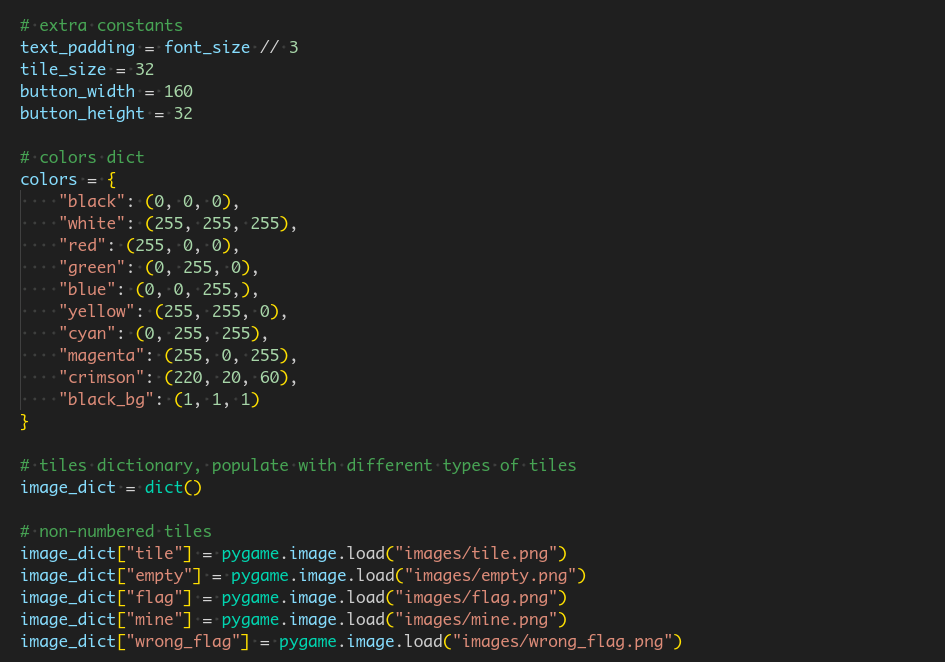 # extra constants
text_padding = font_size // 3
tile_size = 32
button_width = 160
button_height = 32

# colors dict
colors = {
    "black": (0, 0, 0),
    "white": (255, 255, 255),
    "red": (255, 0, 0),
    "green": (0, 255, 0),
    "blue": (0, 0, 255,),
    "yellow": (255, 255, 0),
    "cyan": (0, 255, 255),
    "magenta": (255, 0, 255),
    "crimson": (220, 20, 60),
    "black_bg": (1, 1, 1)
}

# tiles dictionary, populate with different types of tiles
image_dict = dict()

# non-numbered tiles
image_dict["tile"] = pygame.image.load("images/tile.png")
image_dict["empty"] = pygame.image.load("images/empty.png")
image_dict["flag"] = pygame.image.load("images/flag.png")
image_dict["mine"] = pygame.image.load("images/mine.png")
image_dict["wrong_flag"] = pygame.image.load("images/wrong_flag.png")